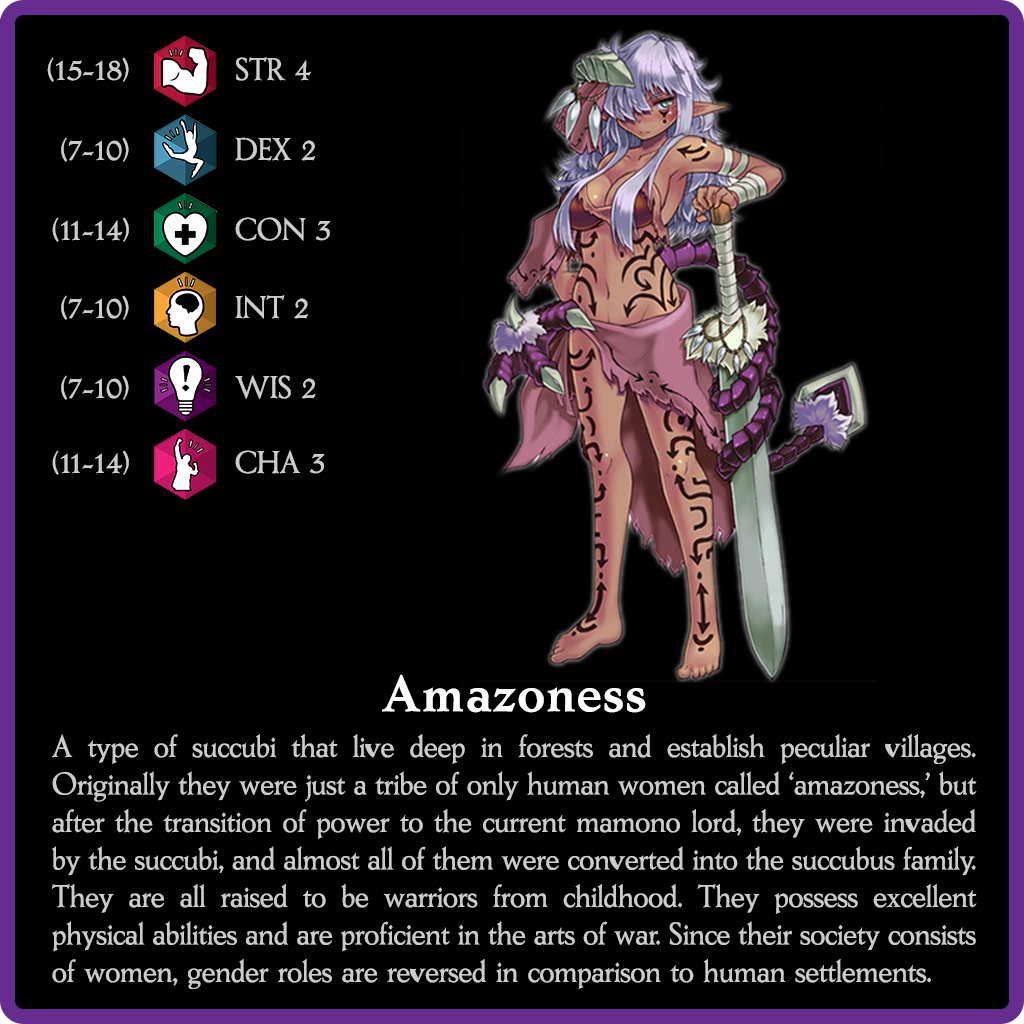 (15-18) STR 4
(7-10) DEX 2
(11-14) CON 3
(7-10) INT 2
(7-10) WIS 2
(11-14) CHA 3
Amazoness
A type of succubi that live deep in forests and establish peculiar villages.
Originally they were just a tribe of only human women called ‘amazoness,’ but
after the transition of power to the current mamono lord, they were invaded
by the succubi, and almost all of them were converted into the succubus family.
They are all raised to be warriors from childhood. They possess excellent
physical abilities and are proficient in the arts of war. Since their society consists
of women, gender roles are reversed in comparison to human settlements.